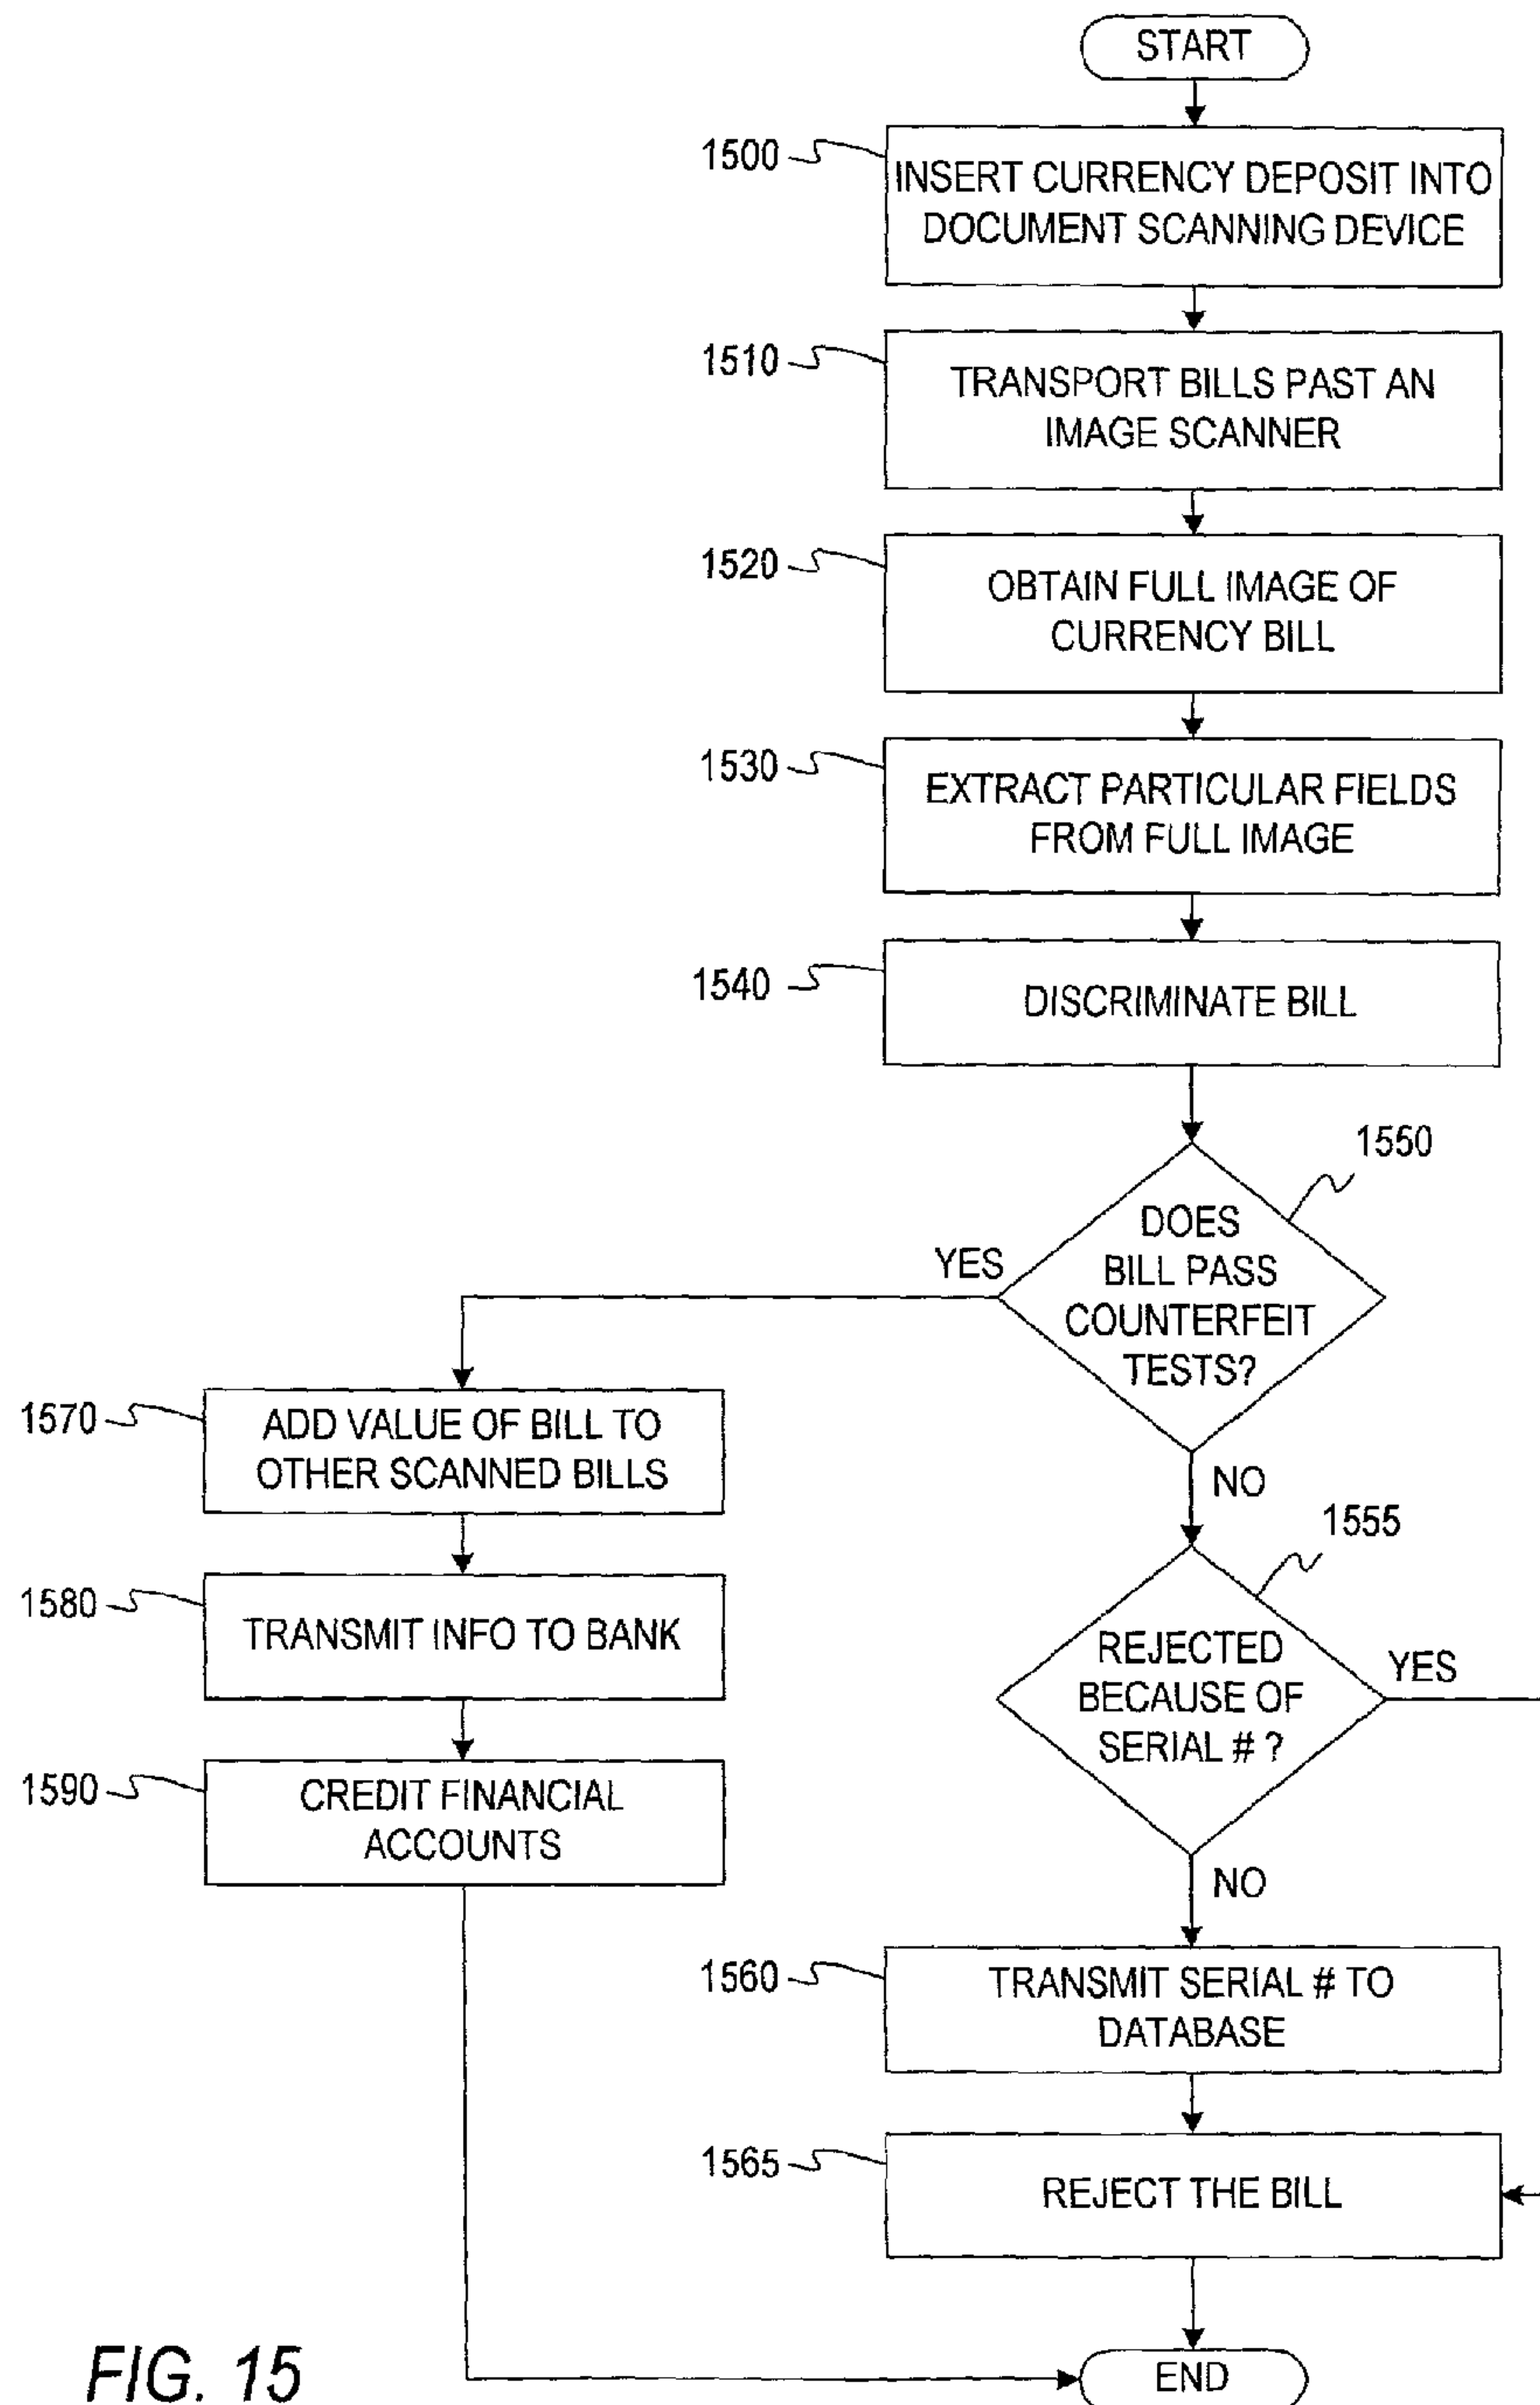 START
1500
INSERT CURRENCY DEPOSIT INTO
DOCUMENT SCANNING DEVICE
1510
TRANSPORT BILLS PAST AN
IMAGE SCANNER
1520
OBTAIN FULL IMAGE OF
CURRENCY BILL
1530
EXTRACT PARTICULAR FIELDS
FROM FULL IMAGE
1540
DISCRIMINATE BILL
1550
DOES
BILL PASS
COUNTERFEIT
TESTS?
YES
NO
1570
ADD VALUE OF BILL TO
OTHER SCANNED BILLS
1580
TRANSMIT INFO TO BANK
1590
CREDIT FINANCIAL
ACCOUNTS
1555
REJECTED
BECAUSE OF
SERIAL # ?
YES
NO
1560
TRANSMIT SERIAL # TO
DATABASE
1565
REJECT THE BILL
END
FIG. 15